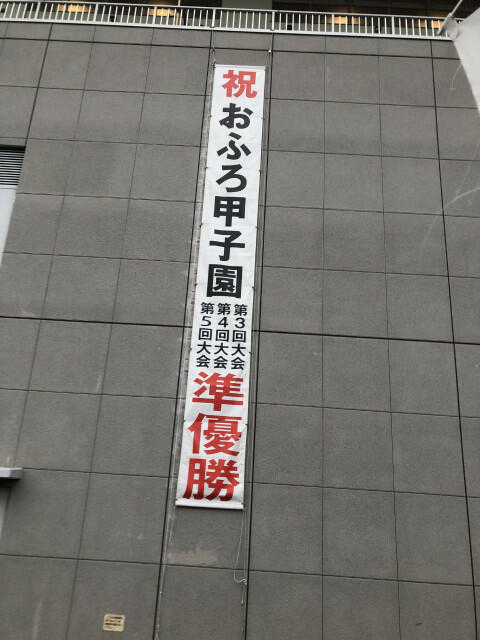 祝おふろ甲子園
第3回大会
第4回大会
第5回大会
準優勝